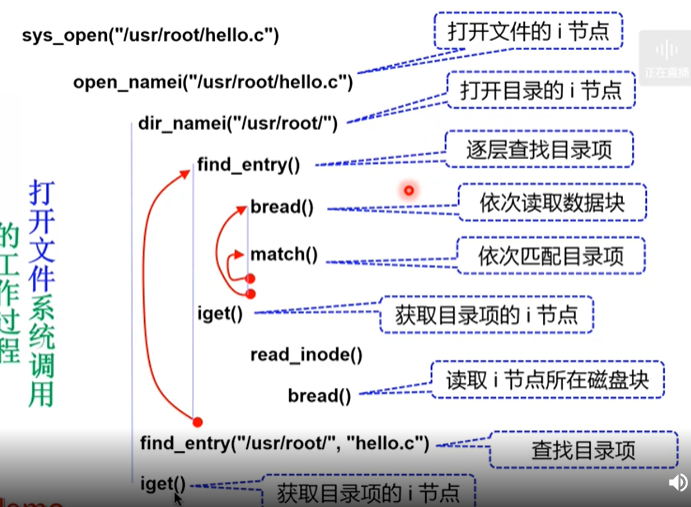 sys_open("/usr/root/hello.c")
打开文件的 i 节点
正在直播
open_namei("/usr/root/hello.c")
打开目录的 i 节点
dir_namei("/usr/root/")
逐层查找目录项
find_entry()
依次读取数据块
bread()
依次匹配目录项
match()
获取目录项的 i 节点
iget()
read_inode()
读取 i 节点所在磁盘块
bread()
find_entry("/usr/root/", "hello.c")
查找目录项
iget()
获取目录项的 i 节点
打开文件系统调用
的工作过程